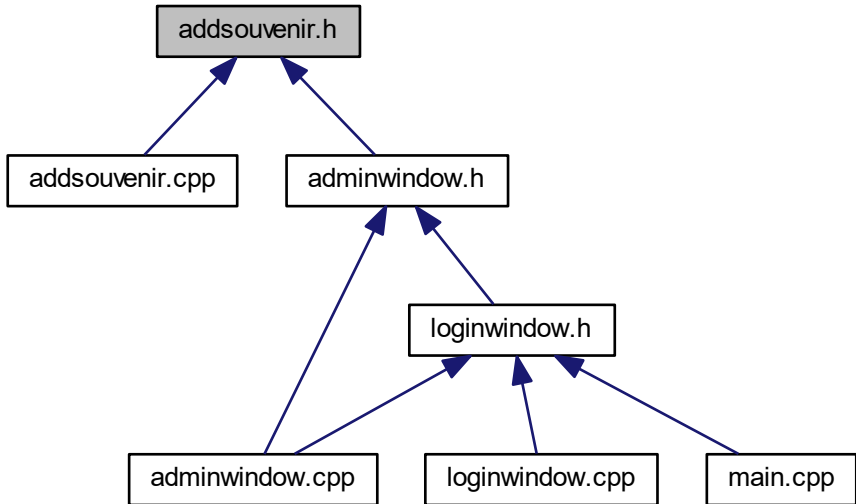 addsouvenir.h
addsouvenir.cpp
adminwindow.h
loginwindow.h
adminwindow.cpp
loginwindow.cpp
main.cpp